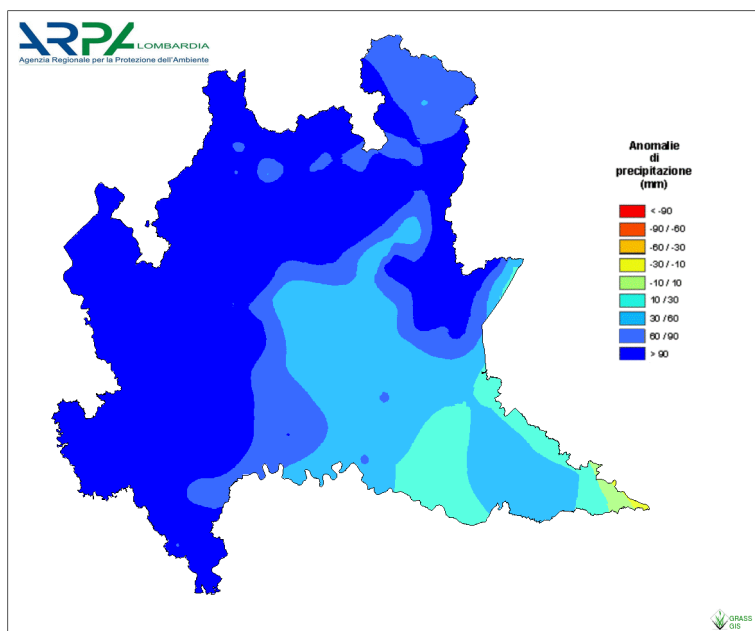 ARPA LOMBARDIA
Agenzia Regionale per la Protezione dell'Ambiente
Anomalie
di
precipitazione
(mm)
< -90
-90 / -60
-60 / -30
-30 / -10
-10 / 10
10 / 30
30 / 60
60 / 90
> 90
GRASS
GIS